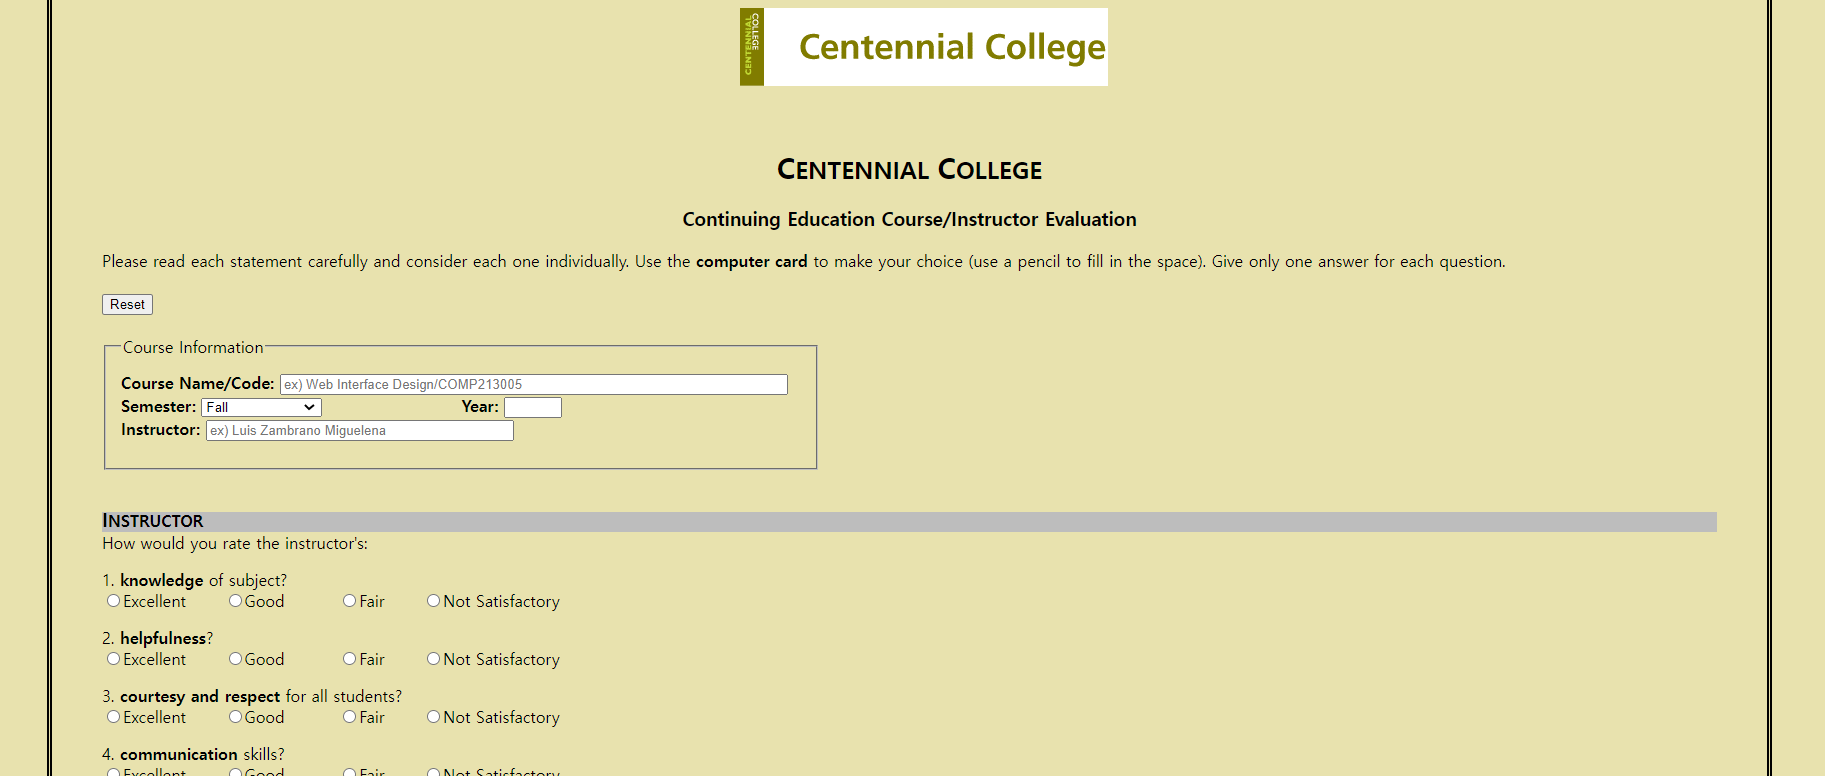 CENTENNIAL COLLEGE
Centennial College
CENTENNIAL COLLEGE
Continuing Education Course/Instructor Evaluation
Please read each statement carefully and consider each one individually. Use the computer card to make your choice (use a pencil to fill in the space). Give only one answer for each question.
Reset
Course Information
Course Name/Code: ex) Web Interface Design/COMP213005
Semester: Fall Year:
Instructor: ex) Luis Zambrano Miguelena
INSTRUCTOR
How would you rate the instructor's:
1. knowledge of subject?
Excellent Good Fair Not Satisfactory
2. helpfulness?
Excellent Good Fair Not Satisfactory
3. courtesy and respect for all students?
Excellent Good Fair Not Satisfactory
4. communication skills?
Excellent Good Fair Not Satisfactory